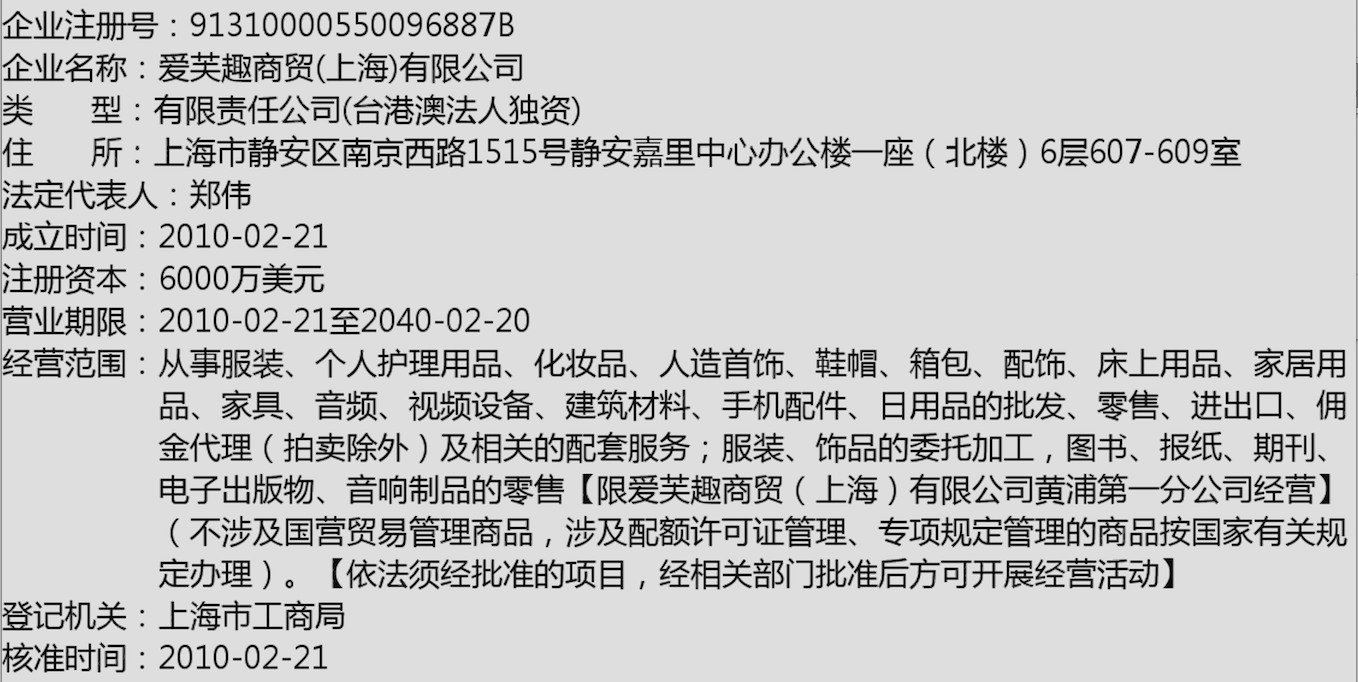 企业注册号：91310000550096887B
企业名称：爱芙趣商贸(上海)有限公司
类　　型：有限责任公司(台港澳法人独资)
住　　所：上海市静安区南京西路1515号静安嘉里中心办公楼一座（北楼）6层607-609室
法定代表人：郑伟
成立时间：2010-02-21
注册资本：6000万美元
营业期限：2010-02-21至2040-02-20
经营范围：从事服装、个人护理用品、化妆品、人造首饰、鞋帽、箱包、配饰、床上用品、家居用
品、家具、音频、视频设备、建筑材料、手机配件、日用品的批发、零售、进出口、佣
金代理（拍卖除外）及相关的配套服务；服装、饰品的委托加工，图书、报纸、期刊、
电子出版物、音响制品的零售【限爱芙趣商贸（上海）有限公司黄浦第一分公司经营】
（不涉及国营贸易管理商品，涉及配额许可证管理、专项规定管理的商品按国家有关规
定办理）。【依法须经批准的项目，经相关部门批准后方可开展经营活动】
登记机关：上海市工商局
核准时间：2010-02-21